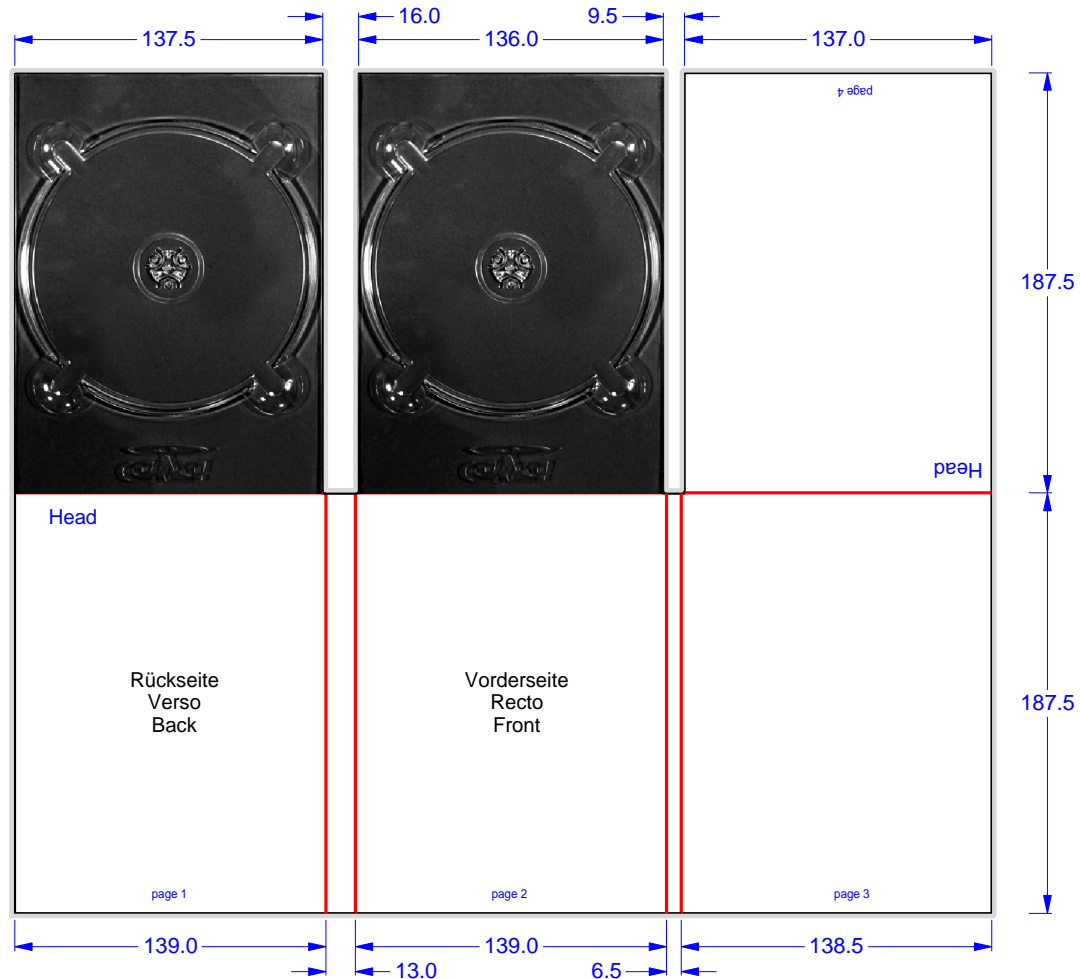 16.0
9.5
137.5
136.0
137.0
page 4
187.5
Head
Head
Rückseite
Verso
Back
Vorderseite
Recto
Front
187.5
page 1
page 2
page 3
139.0
139.0
138.5
13.0
6.5